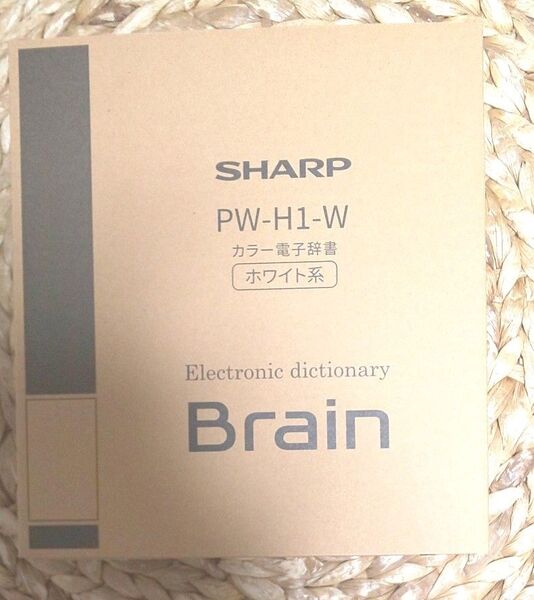 SHARP
PW-H1-W
カラー電子辞書
ホワイト系
Electronic dictionary
Brain